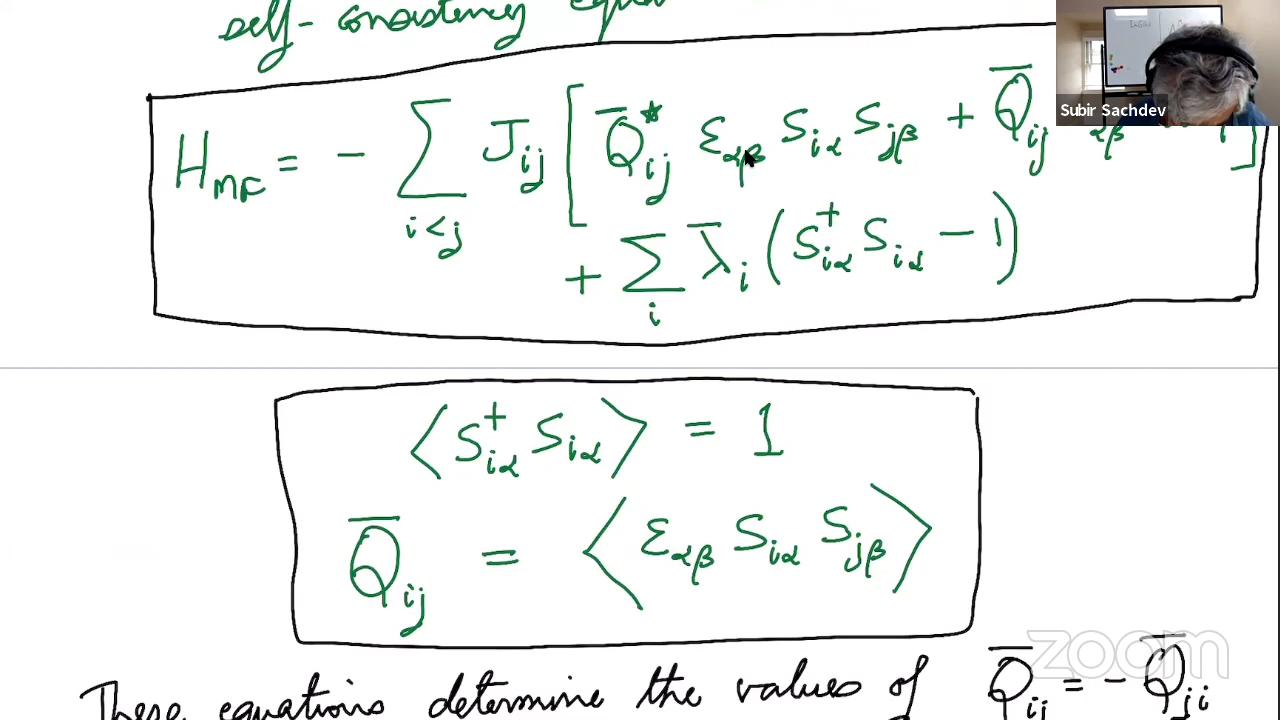 self-consistency
Subir Sachdev
H_MF = - Σ_{i<j} J_ij [ Q̄*_ij ε_αβ S_iα S_jβ + Q̄_ij αβ ]
+ Σ_i λ̄_i ( S†_iα S_iα - 1 )
⟨ S†_iα S_iα ⟩ = 1
Q̄_ij = ⟨ ε_αβ S_iα S_jβ ⟩
zoom
These equations determine the values of Q̄_ij = - Q̄_ji